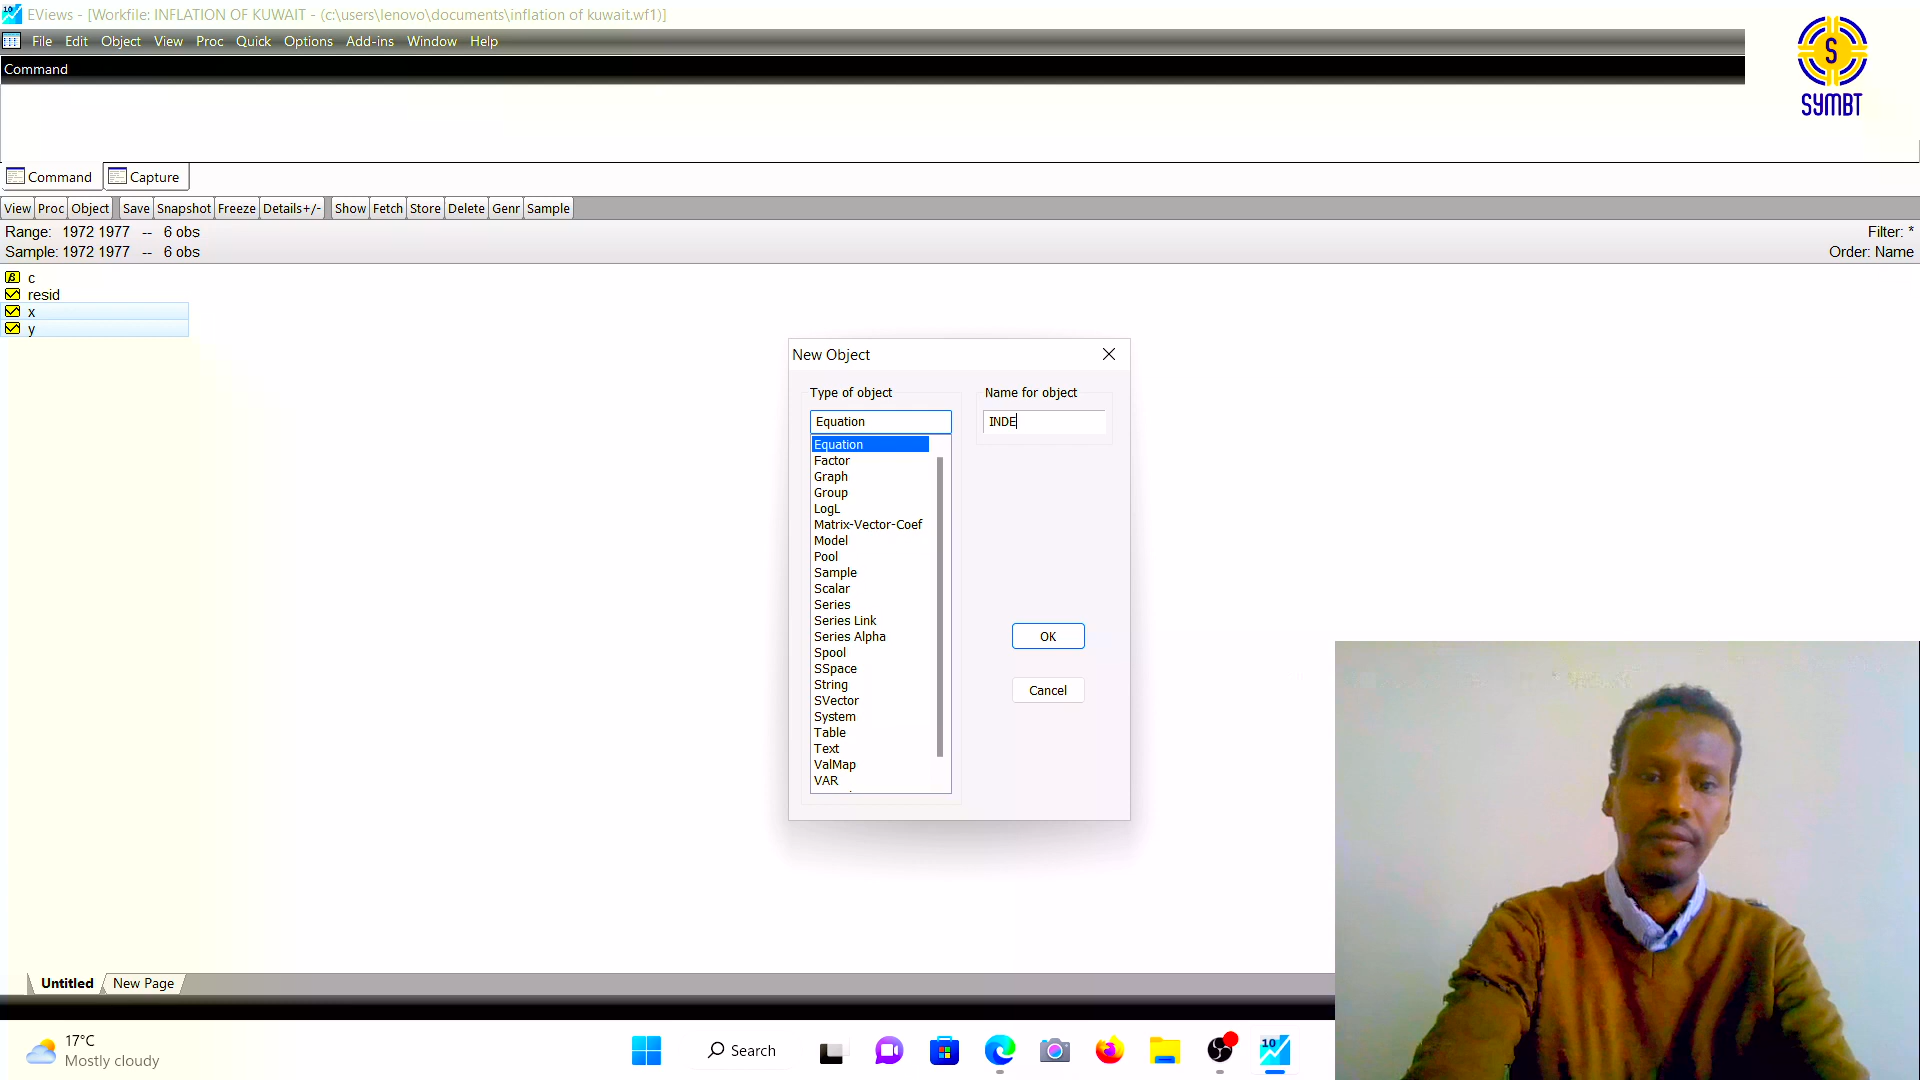 EViews - [Workfile: INFLATION OF KUWAIT - (c:\users\lenovo\documents\inflation of kuwait.wf1)]
File Edit Object View Proc Quick Options Add-ins Window Help
Command
S
SYMBT
Command Capture
View Proc Object Save Snapshot Freeze Details+/- Show Fetch Store Delete Genr Sample
Range: 1972 1977 -- 6 obs
Filter: *
Sample: 1972 1977 -- 6 obs
Order: Name
c
resid
x
y
New Object
Type of object
Name for object
Equation
INDE
Equation
Factor
Graph
Group
LogL
Matrix-Vector-Coef
Model
Pool
Sample
Scalar
Series
Series Link
Series Alpha
Spool
SSpace
String
SVector
System
Table
Text
ValMap
VAR
OK
Cancel
Untitled New Page
17°C
Mostly cloudy
Search
10